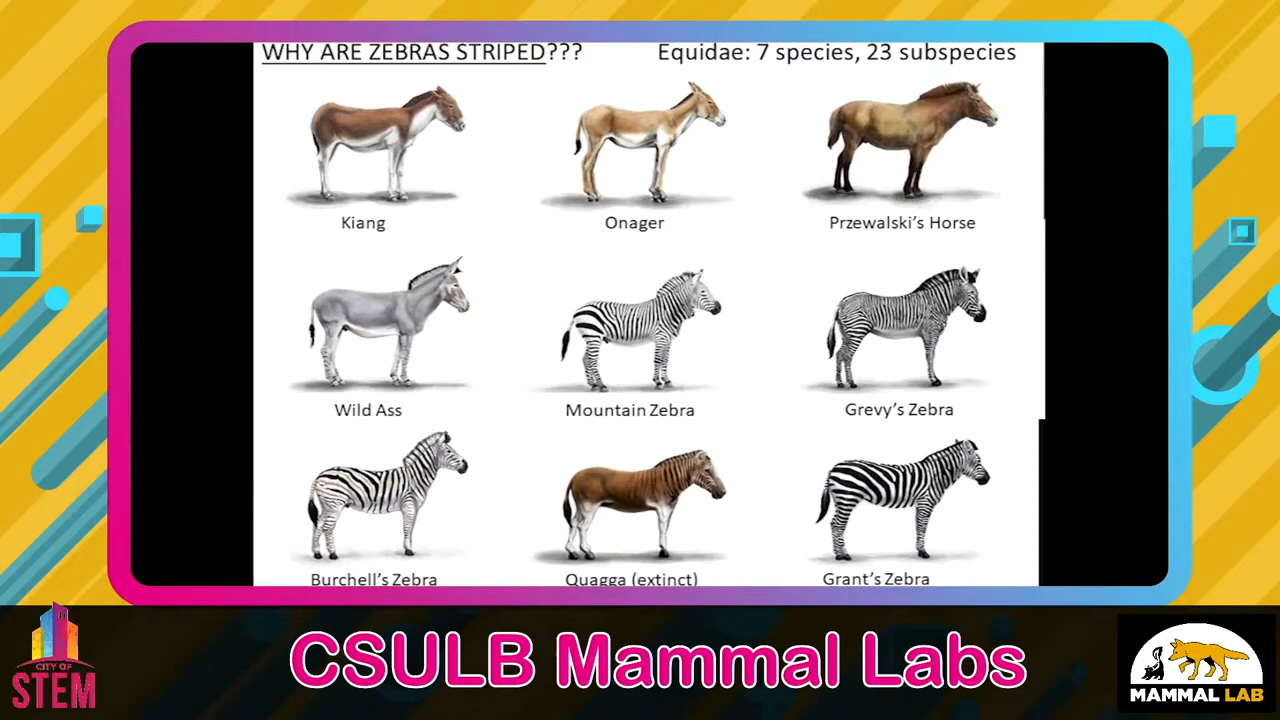 WHY ARE ZEBRAS STRIPED???
Equidae: 7 species, 23 subspecies
Kiang
Onager
Przewalski's Horse
Wild Ass
Mountain Zebra
Grevy's Zebra
Burchell's Zebra
Quagga (extinct)
Grant's Zebra
CITY OF
STEM
CSULB Mammal Labs
MAMMAL LAB